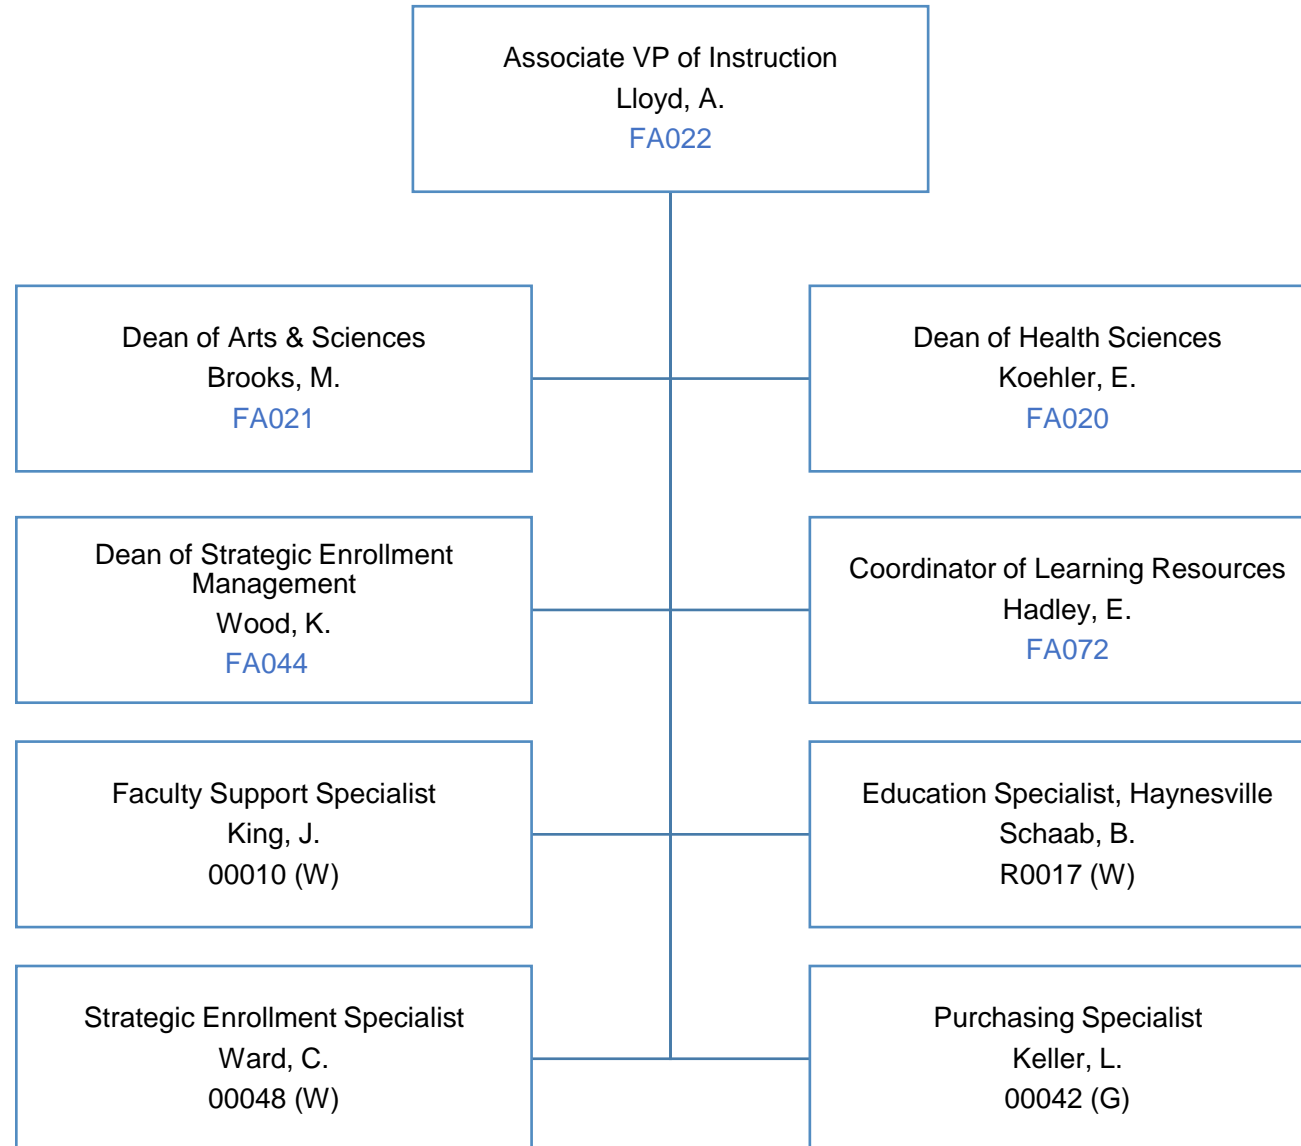 Associate VP of Instruction
Lloyd, A.
FA022
Dean of Arts & Sciences
Brooks, M.
FA021
Dean of Health Sciences
Koehler, E.
FA020
Dean of Strategic Enrollment
Management
Wood, K.
FA044
Coordinator of Learning Resources
Hadley, E.
FA072
Faculty Support Specialist
King, J.
00010 (W)
Education Specialist, Haynesville
Schaab, B.
R0017 (W)
Strategic Enrollment Specialist
Ward, C.
00048 (W)
Purchasing Specialist
Keller, L.
00042 (G)